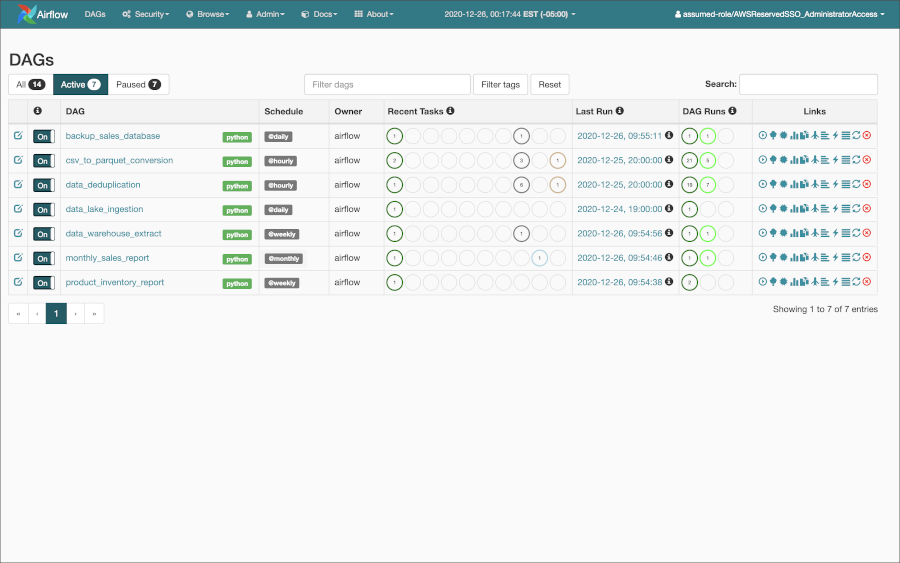 Airflow DAGs Security Browse Admin Docs About 2020-12-26, 00:17:44 EST (-05:00) assumed-role/AWSReservedSSO_AdministratorAccess
DAGs
All 14 Active 7 Paused 7 Filter dags Filter tags Reset Search:
DAG Schedule Owner Recent Tasks Last Run DAG Runs Links
On backup_sales_database python @daily airflow 1 1 2020-12-26, 09:55:11 1 1
On csv_to_parquet_conversion python @hourly airflow 2 3 1 2020-12-25, 20:00:00 21 5
On data_deduplication python @hourly airflow 1 6 1 2020-12-25, 20:00:00 7
On data_lake_ingestion python @daily airflow 1 2020-12-24, 19:00:00 1
On data_warehouse_extract python @weekly airflow 1 1 2020-12-26, 09:54:56 1 1
On monthly_sales_report python @monthly airflow 1 1 2020-12-26, 09:54:46 1 1
On product_inventory_report python @weekly airflow 1 2020-12-26, 09:54:38 2
« ‹ 1 › »
Showing 1 to 7 of 7 entries